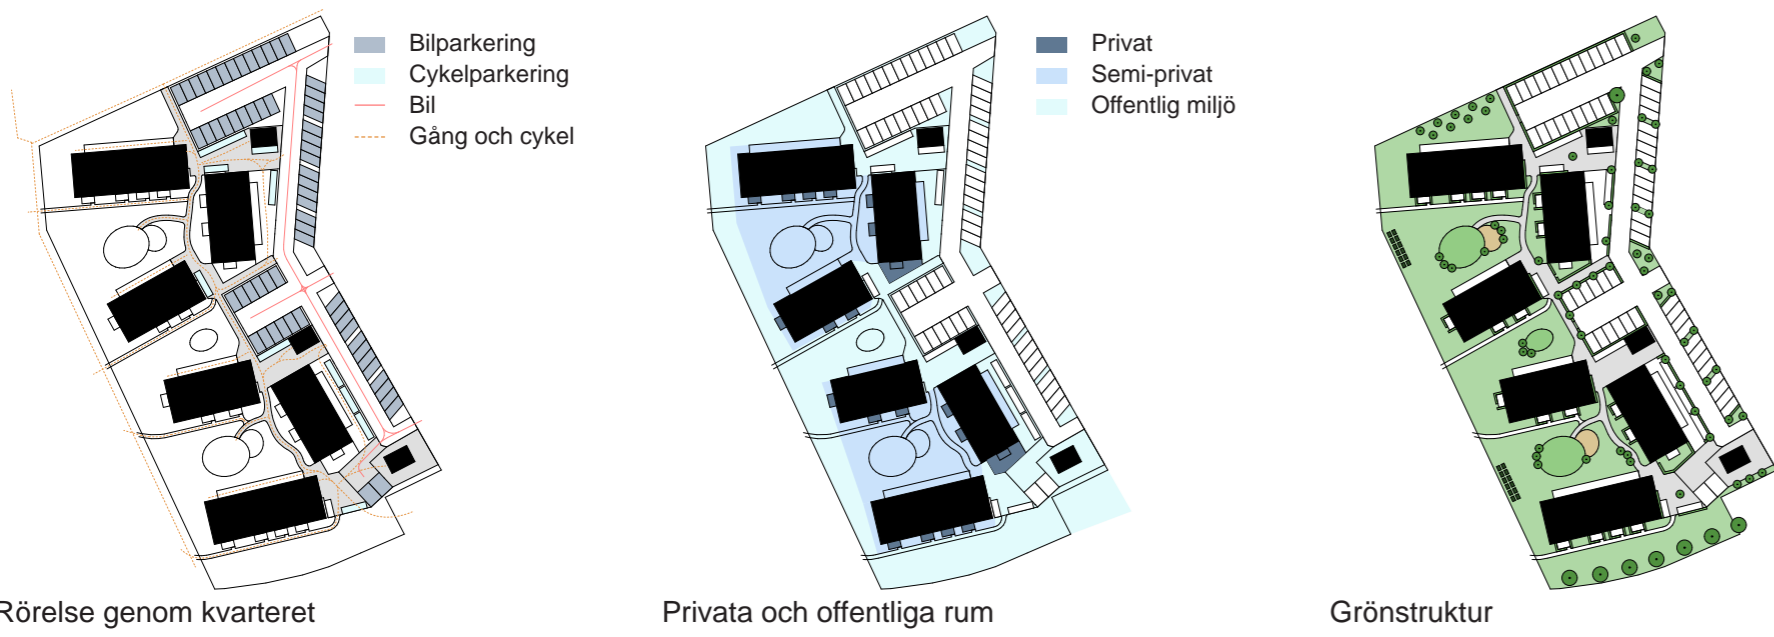 Bilparkering
Cykelparkering
Bil
Gång och cykel
Privat
Semi-privat
Offentlig miljö
Rörelse genom kvarteret
Privata och offentliga rum
Grönstruktur